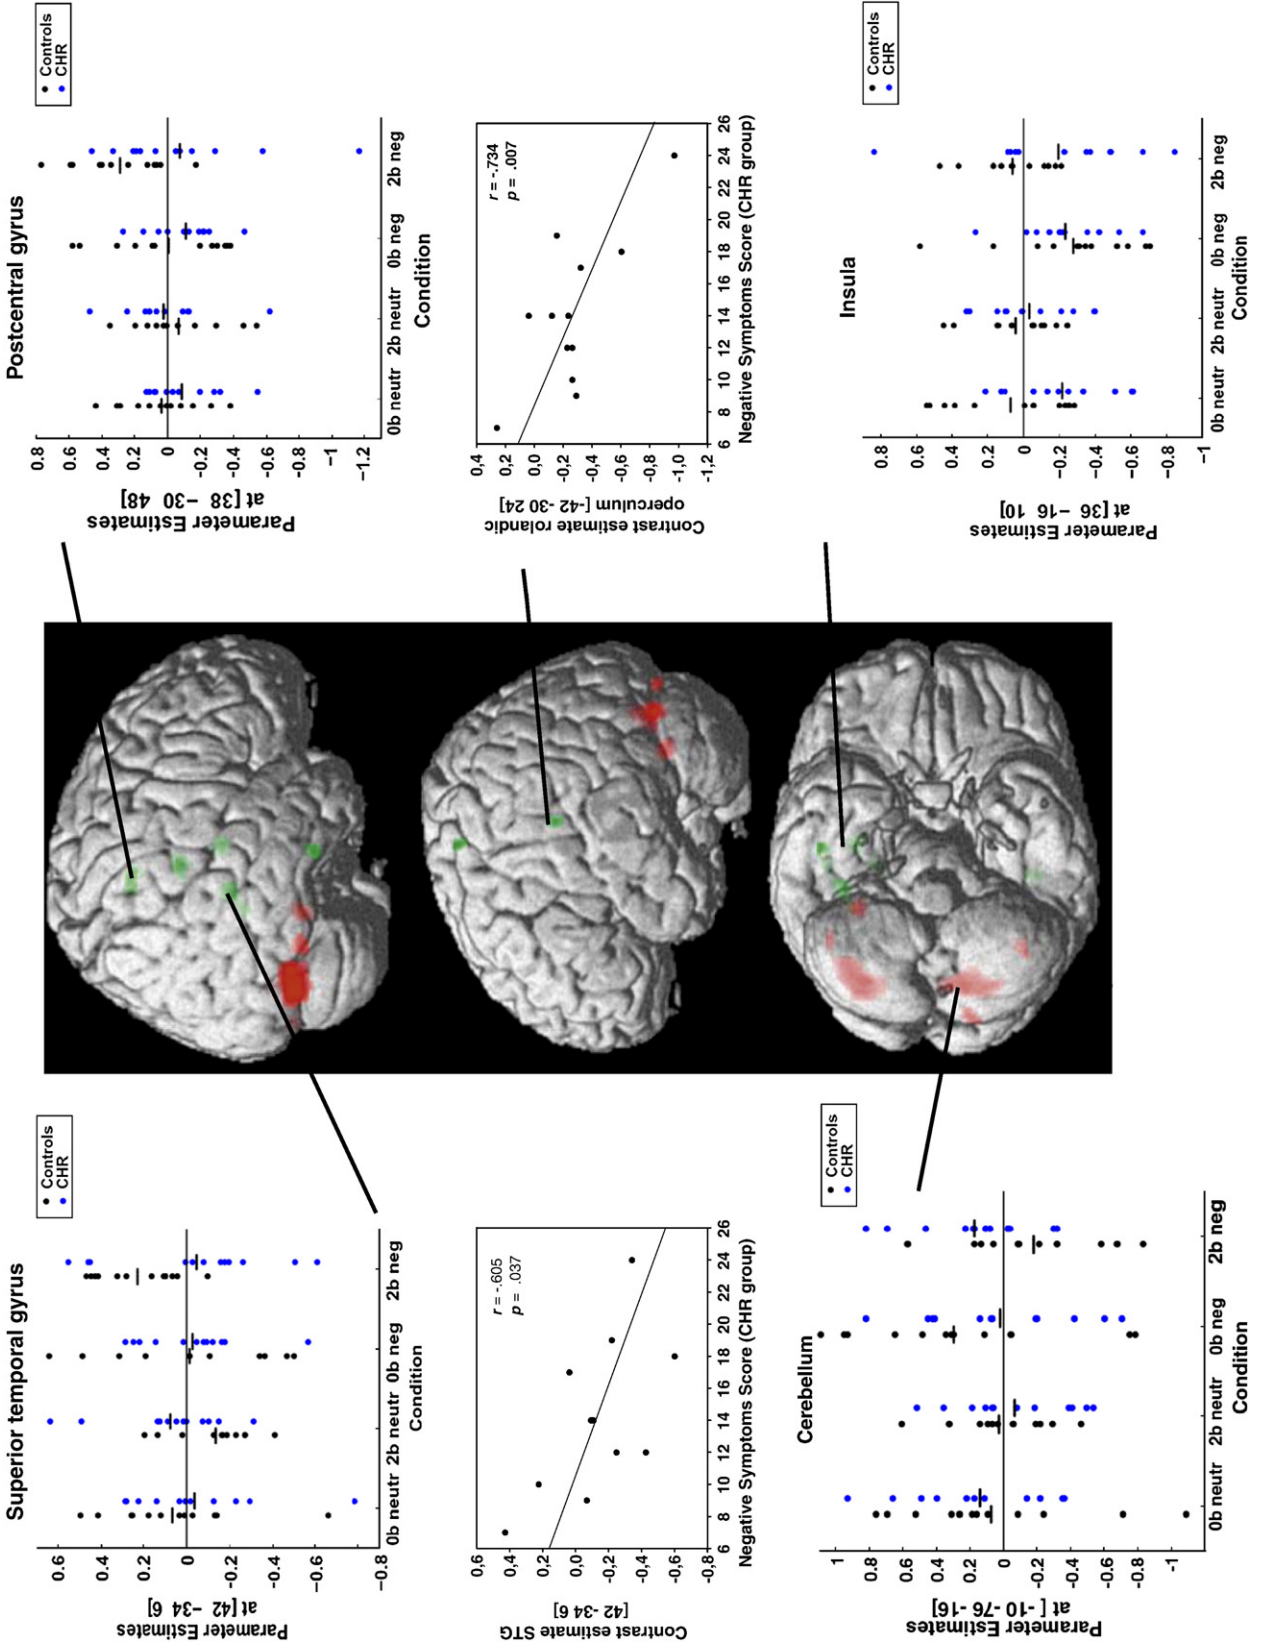 Superior temporal gyrus
Controls
CHR
0.6
0.4
0.2
0
-0.2
-0.4
-0.6
-0.8
Parameter Estimates
at [42 -34 6]
0b neutr 2b neutr 0b neg 2b neg
Condition
Postcentral gyrus
Controls
CHR
0.8
0.6
0.4
0.2
0
-0.2
-0.4
-0.6
-0.8
-1
-1.2
Parameter Estimates
at [38 -30 48]
0b neutr 2b neutr 0b neg 2b neg
Condition
r = -.605
p = .037
0,6
0,4
0,2
0,0
-0,2
-0,4
-0,6
-0,8
Contrast estimate STG
[42 -34 6]
6 8 10 12 14 16 18 20 22 24 26
Negative Symptoms Score (CHR group)
r = -.734
p = .007
0,4
0,2
0,0
-0,2
-0,4
-0,6
-0,8
-1,0
-1,2
Contrast estimate rolandic
operculum [-42 -30 24]
6 8 10 12 14 16 18 20 22 24 26
Negative Symptoms Score (CHR group)
Cerebellum
Controls
CHR
1
0.8
0.6
0.4
0.2
0
-0.2
-0.4
-0.6
-0.8
-1
Parameter Estimates
at [ -10 -76 -16]
0b neutr 2b neutr 0b neg 2b neg
Condition
Insula
Controls
CHR
0.8
0.6
0.4
0.2
0
-0.2
-0.4
-0.6
-0.8
-1
Parameter Estimates
at [36 -16 10]
0b neutr 2b neutr 0b neg 2b neg
Condition